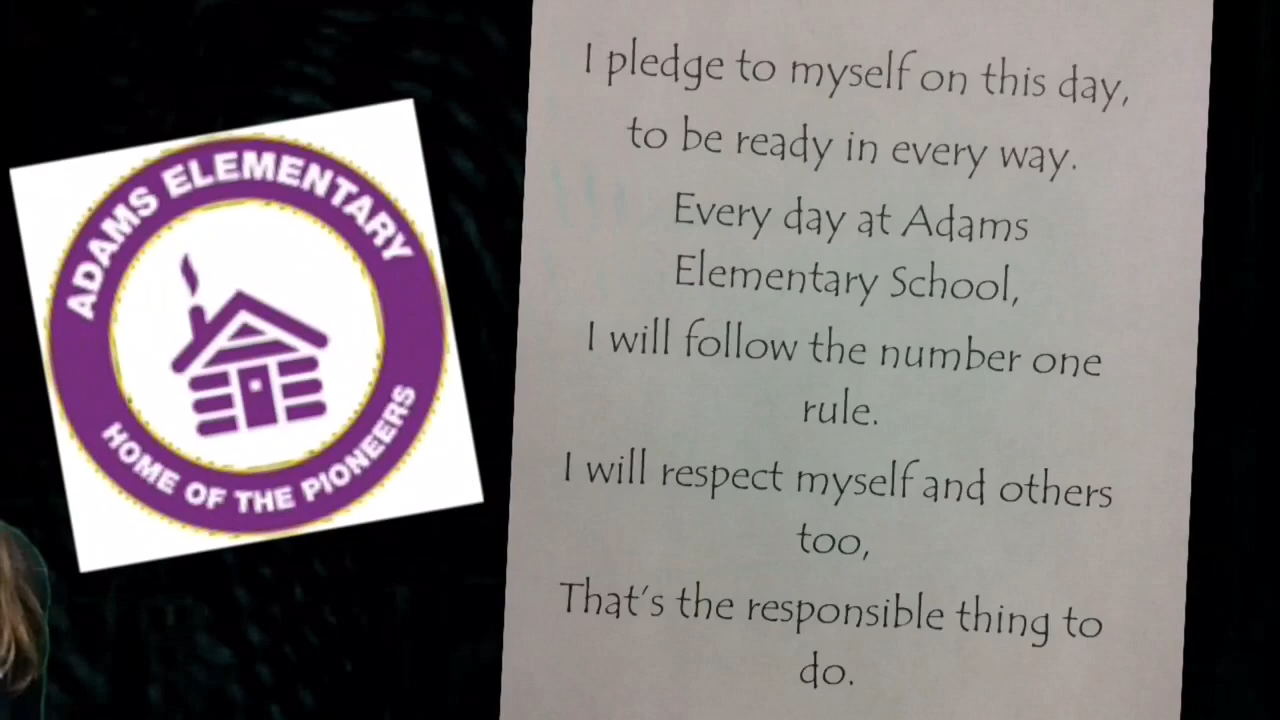 ADAMS ELEMENTARY
HOME OF THE PIONEERS
I pledge to myself on this day,
to be ready in every way.
Every day at Adams
Elementary School,
I will follow the number one
rule.
I will respect myself and others
too,
That's the responsible thing to
do.